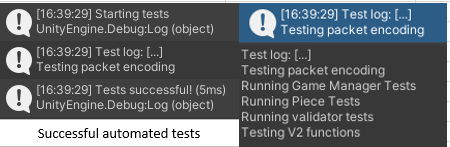 [16:39:29] Starting tests
UnityEngine.Debug:Log (object)
[16:39:29] Test log: [...]
Testing packet encoding
[16:39:29] Tests successful! (5ms)
UnityEngine.Debug:Log (object)
Successful automated tests
[16:39:29] Test log: [...]
Testing packet encoding
Test log: [...]
Testing packet encoding
Running Game Manager Tests
Running Piece Tests
Running validator tests
Testing V2 functions